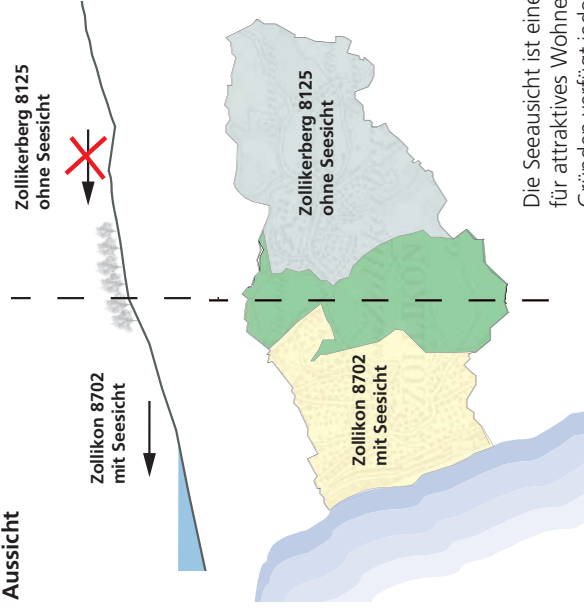 Aussicht
Zollikerberg 8125
ohne Seesicht
Zollikon 8702
mit Seesicht
Zollikerberg 8125
ohne Seesicht
Zollikon 8702
mit Seesicht
Die Seeausicht ist eine
für attraktives Wohne